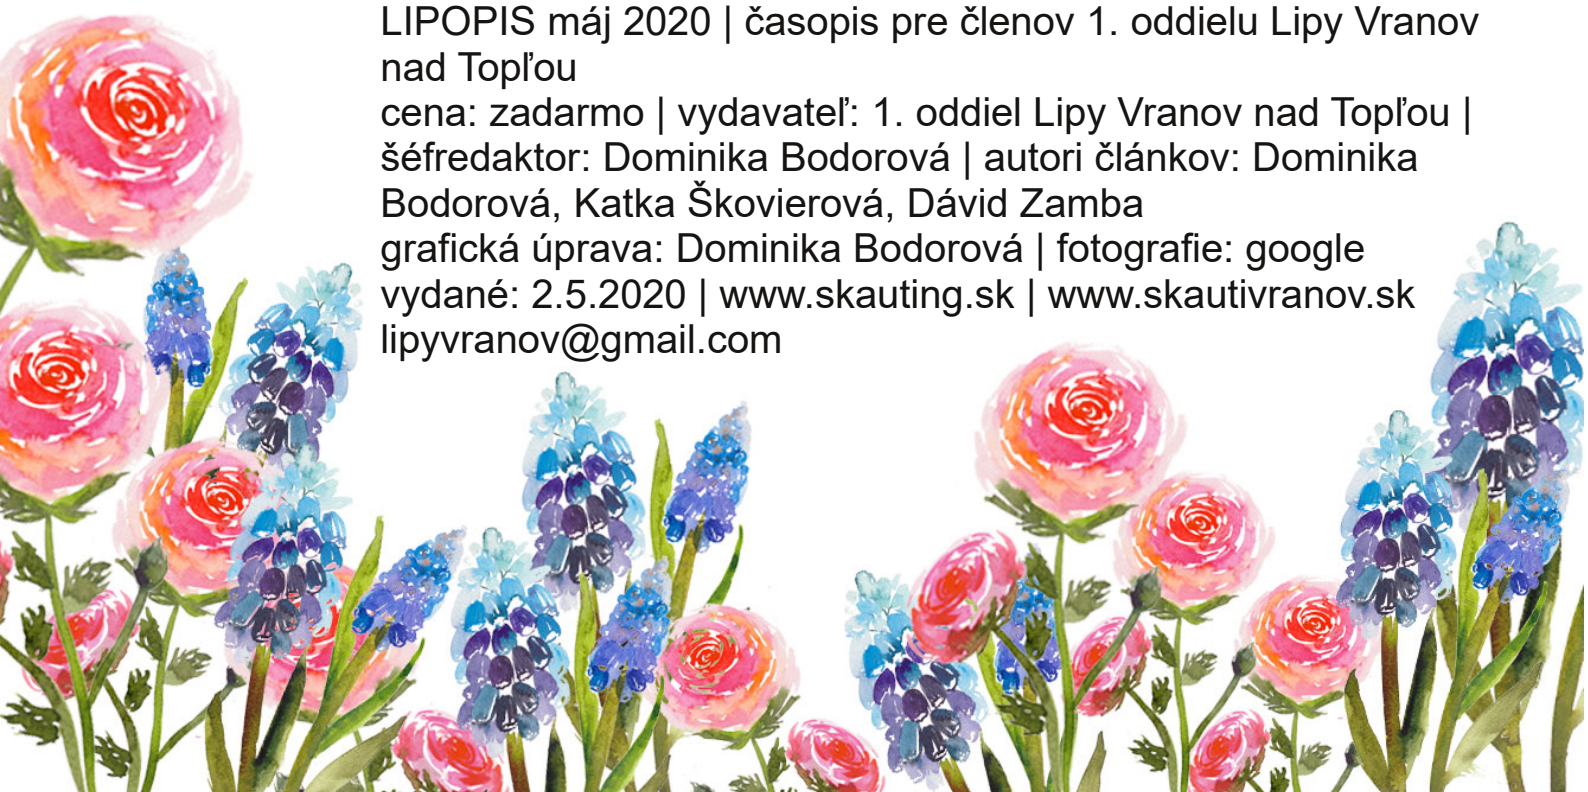 LIPOPIS máj 2020 | časopis pre členov 1. oddielu Lipy Vranov
nad Topľou
cena: zadarmo | vydavateľ: 1. oddiel Lipy Vranov nad Topľou |
šéfredaktor: Dominika Bodorová | autori článkov: Dominika
Bodorová, Katka Škovierová, Dávid Zamba
grafická úprava: Dominika Bodorová | fotografie: google
vydané: 2.5.2020 | www.skauting.sk | www.skautivranov.sk
lipyvranov@gmail.com